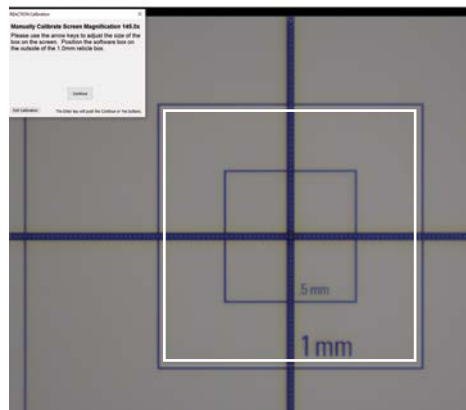 REACTION Calibration
Manually Calibrate Screen Magnification 145.0x
Please use the arrow keys to adjust the size of the
box on the screen. Position the software box on
the outside of the 1.0mm reticle box.
Continue
Exit Calibration
The Enter key will push the Continue or Yes buttons.
.5 mm
1 mm